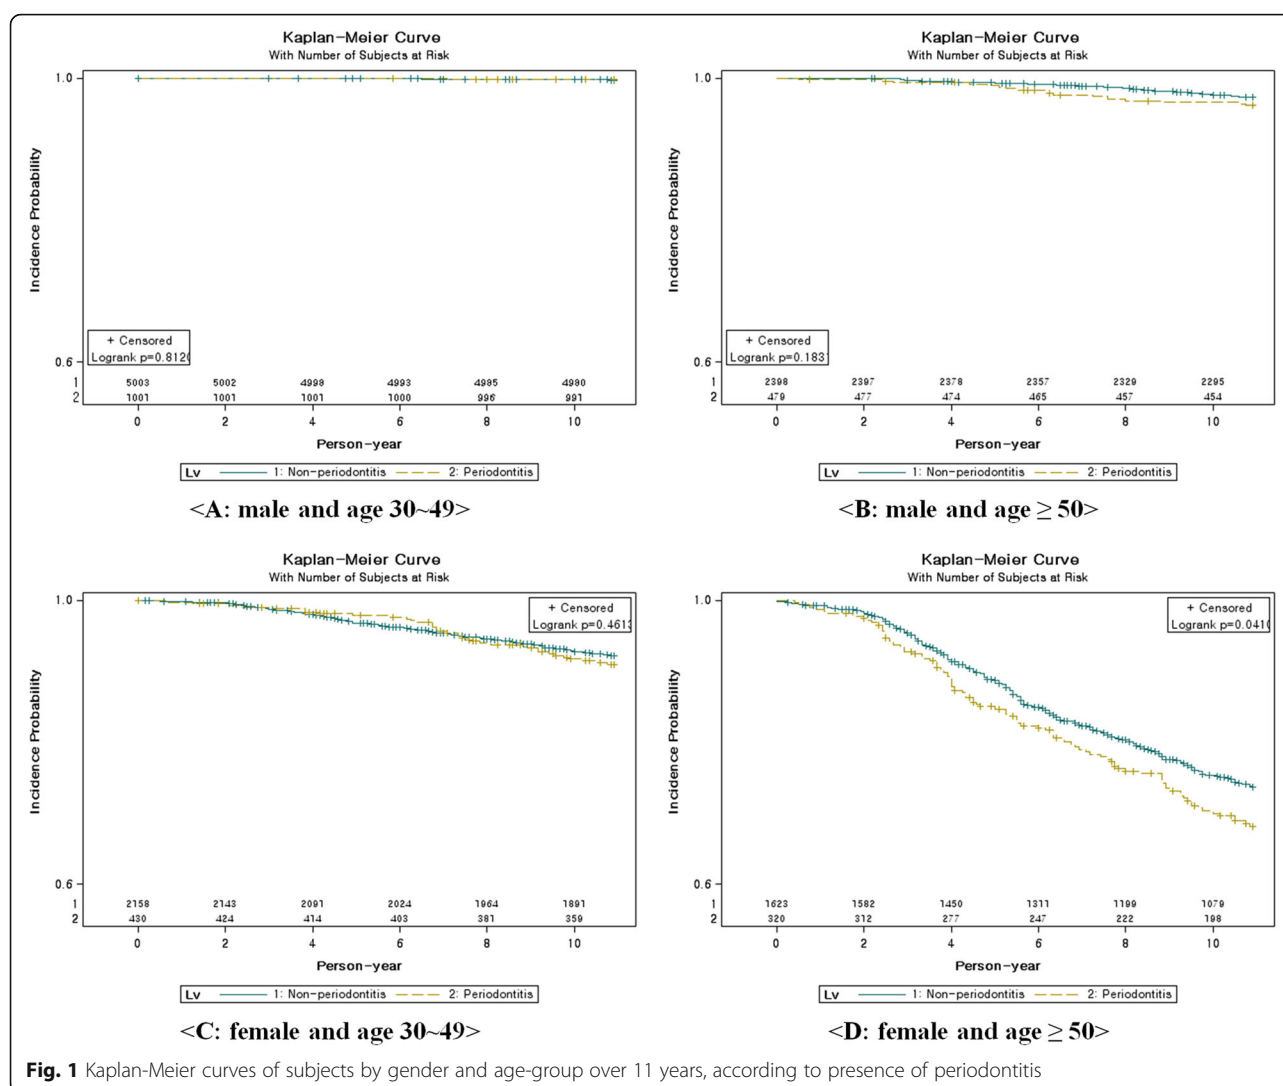 Kaplan-Meier Curve
With Number of Subjects at Risk
1.0
Incidence Probability
+ Censored
Logrank p=0.8120
0.6
1 5003 5002 4998 4993 4985 4980
2 1001 1001 1001 1000 996 991
0 2 4 6 8 10
Person-year
Lv 1: Non-periodontitis 2: Periodontitis
<A: male and age 30~49>
Kaplan-Meier Curve
With Number of Subjects at Risk
1.0
Incidence Probability
+ Censored
Logrank p=0.1831
0.6
1 2398 2397 2378 2357 2329 2295
2 479 477 474 465 457 454
0 2 4 6 8 10
Person-year
Lv 1: Non-periodontitis 2: Periodontitis
<B: male and age ≥ 50>
Kaplan-Meier Curve
With Number of Subjects at Risk
1.0
Incidence Probability
+ Censored
Logrank p=0.4613
0.6
1 2158 2143 2091 2024 1964 1891
2 430 424 414 403 381 359
0 2 4 6 8 10
Person-year
Lv 1: Non-periodontitis 2: Periodontitis
<C: female and age 30~49>
Kaplan-Meier Curve
With Number of Subjects at Risk
1.0
Incidence Probability
+ Censored
Logrank p=0.0410
0.6
1 1623 1582 1450 1311 1199 1079
2 320 312 277 247 222 198
0 2 4 6 8 10
Person-year
Lv 1: Non-periodontitis 2: Periodontitis
<D: female and age ≥ 50>
Fig. 1 Kaplan-Meier curves of subjects by gender and age-group over 11 years, according to presence of periodontitis